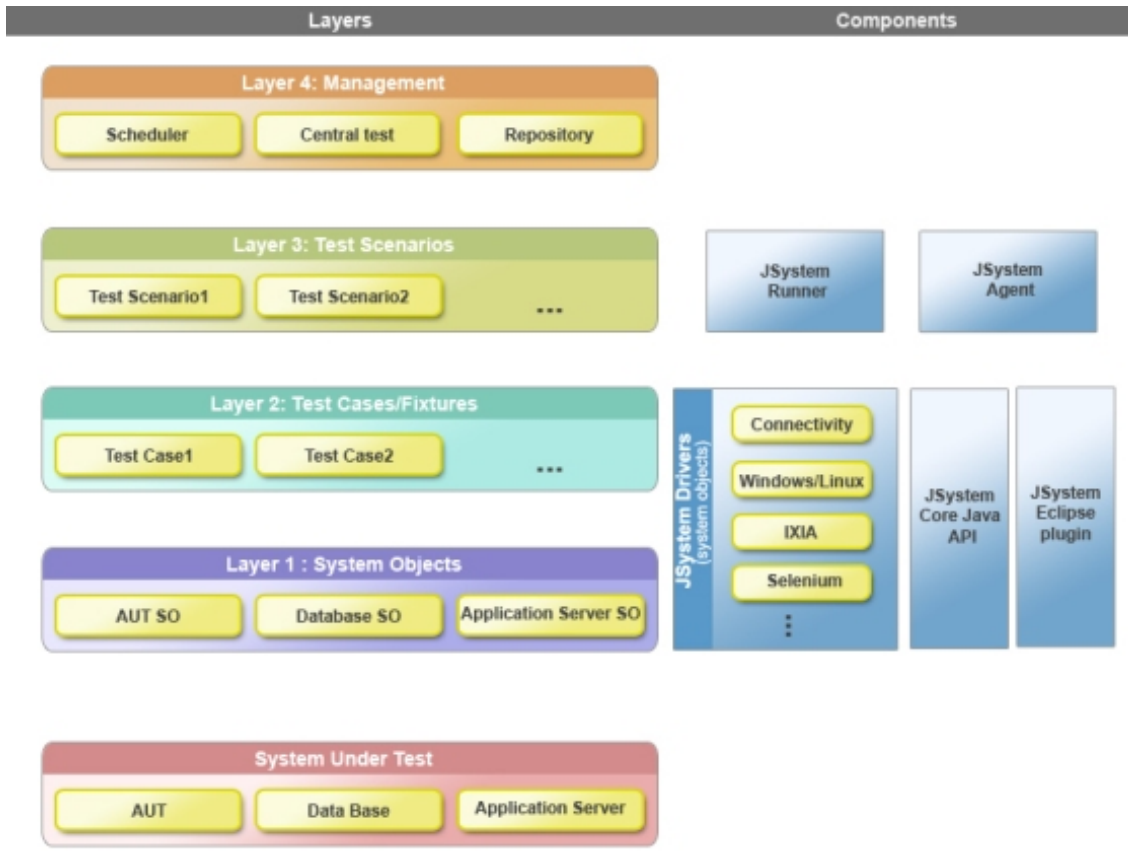 Layers
Components
Layer 4: Management
Scheduler
Central test
Repository
Layer 3: Test Scenarios
Test Scenario1
Test Scenario2
...
JSystem
Runner
JSystem
Agent
Layer 2: Test Cases/Fixtures
Test Case1
Test Case2
...
Layer 1 : System Objects
AUT SO
Database SO
Application Server SO
JSystem Drivers
(system objects)
Connectivity
Windows/Linux
IXIA
Selenium
...
JSystem
Core Java
API
JSystem
Eclipse
plugin
System Under Test
AUT
Data Base
Application Server